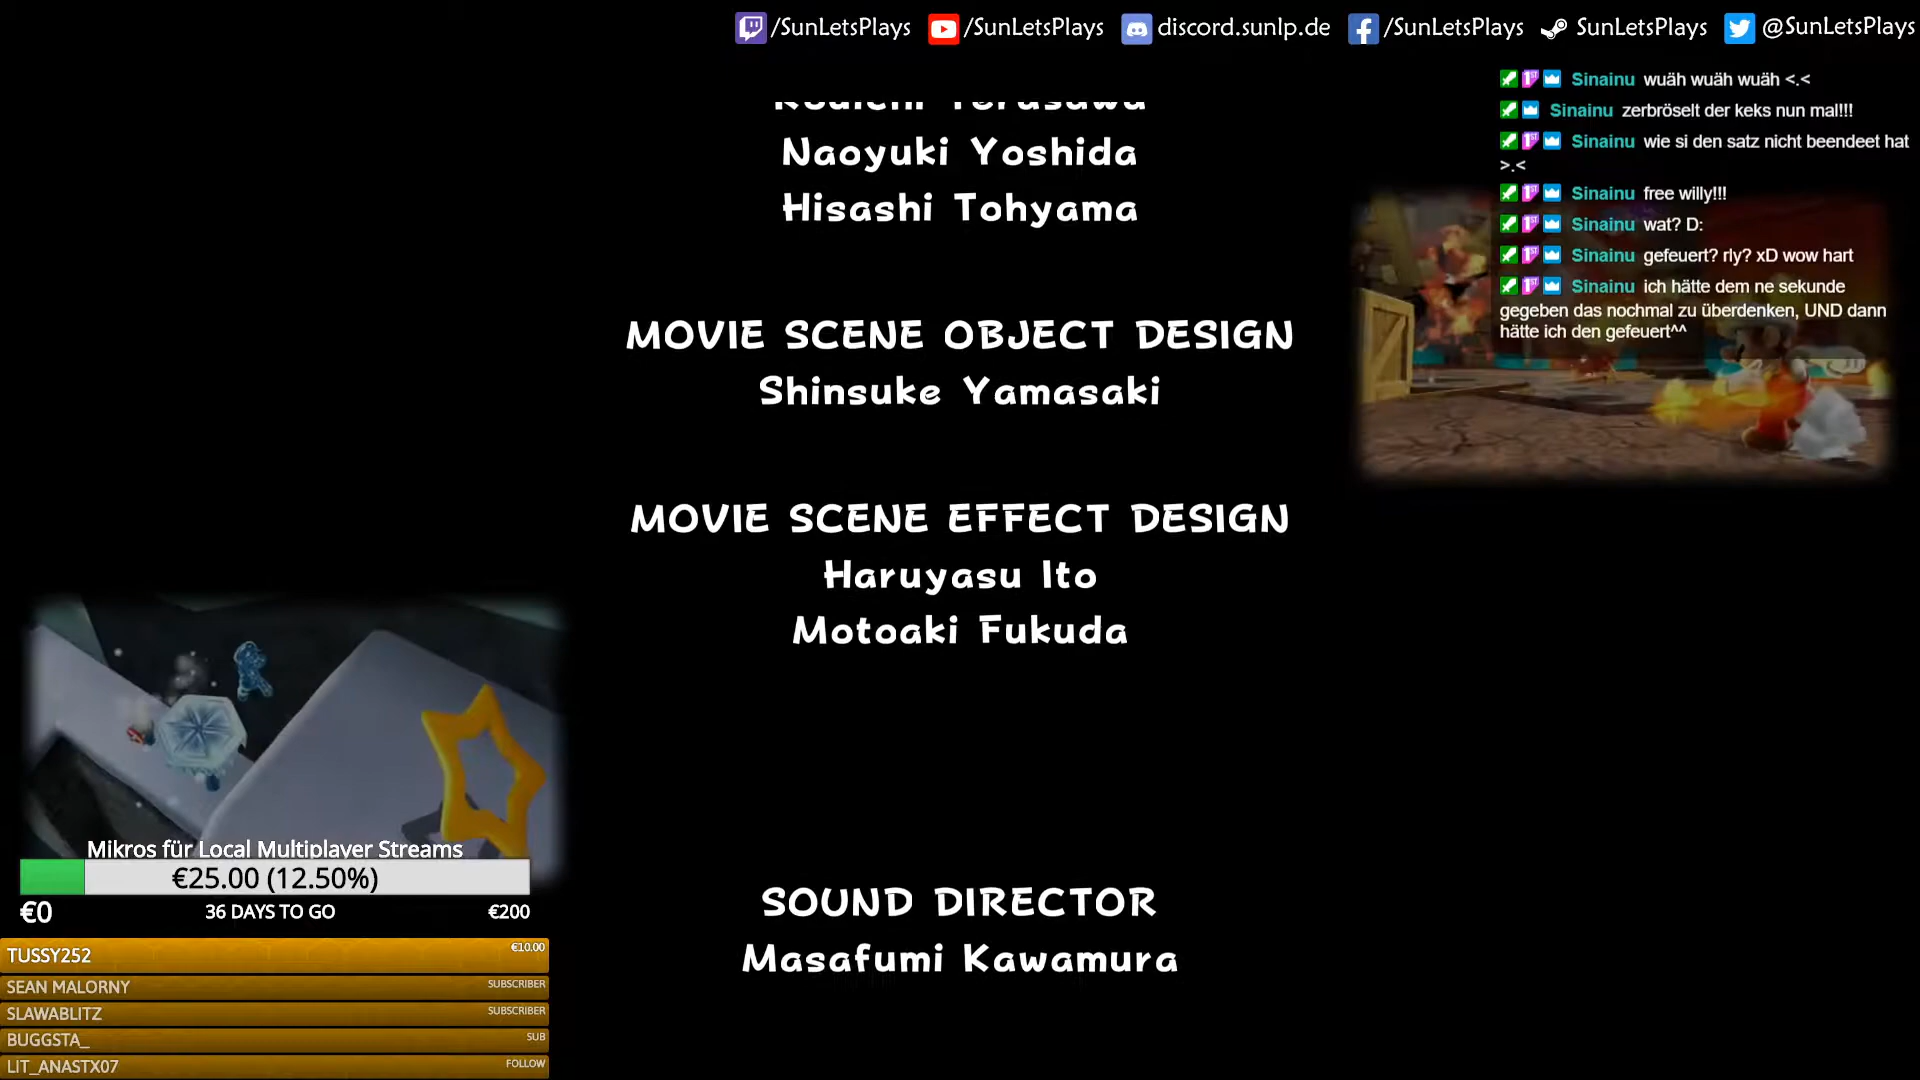 /SunLetsPlays /SunLetsPlays discord.sunlp.de /SunLetsPlays SunLetsPlays @SunLetsPlays
Sinainu wuäh wuäh wuäh <.<
Sinainu zerbröselt der keks nun mal!!!
Sinainu wie si den satz nicht beendeet hat
>.<
Sinainu free willy!!!
Sinainu wat? D:
Sinainu gefeuert? rly? xD wow hart
Sinainu ich hätte dem ne sekunde
gegeben das nochmal zu überdenken, UND dann
hätte ich den gefeuert^^
Naoyuki Yoshida
Hisashi Tohyama
MOVIE SCENE OBJECT DESIGN
Shinsuke Yamasaki
MOVIE SCENE EFFECT DESIGN
Haruyasu Ito
Motoaki Fukuda
SOUND DIRECTOR
Masafumi Kawamura
Mikros für Local Multiplayer Streams
€25.00 (12.50%)
€0 36 DAYS TO GO €200
TUSSY252 €10.00
SEAN MALORNY SUBSCRIBER
SLAWABLITZ SUBSCRIBER
BUGGSTA_ SUB
LIT_ANASTX07 FOLLOW